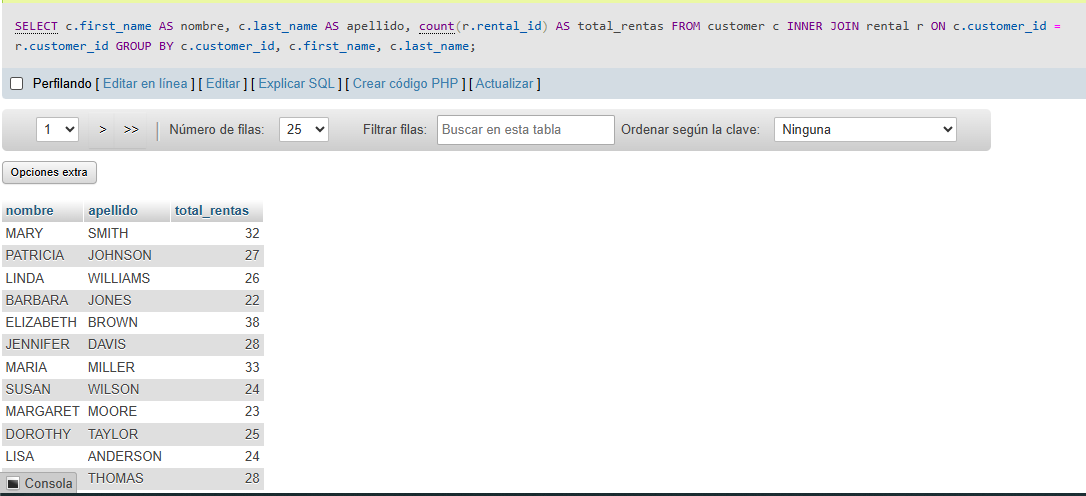 SELECT c.first_name AS nombre, c.last_name AS apellido, count(r.rental_id) AS total_rentas FROM customer c INNER JOIN rental r ON c.customer_id =
r.customer_id GROUP BY c.customer_id, c.first_name, c.last_name;
Perfilando [ Editar en línea ] [ Editar ] [ Explicar SQL ] [ Crear código PHP ] [ Actualizar ]
1 > >> | Número de filas: 25 Filtrar filas: Buscar en esta tabla Ordenar según la clave: Ninguna
Opciones extra
nombre apellido total_rentas
MARY SMITH 32
PATRICIA JOHNSON 27
LINDA WILLIAMS 26
BARBARA JONES 22
ELIZABETH BROWN 38
JENNIFER DAVIS 28
MARIA MILLER 33
SUSAN WILSON 24
MARGARET MOORE 23
DOROTHY TAYLOR 25
LISA ANDERSON 24
THOMAS 28
Consola